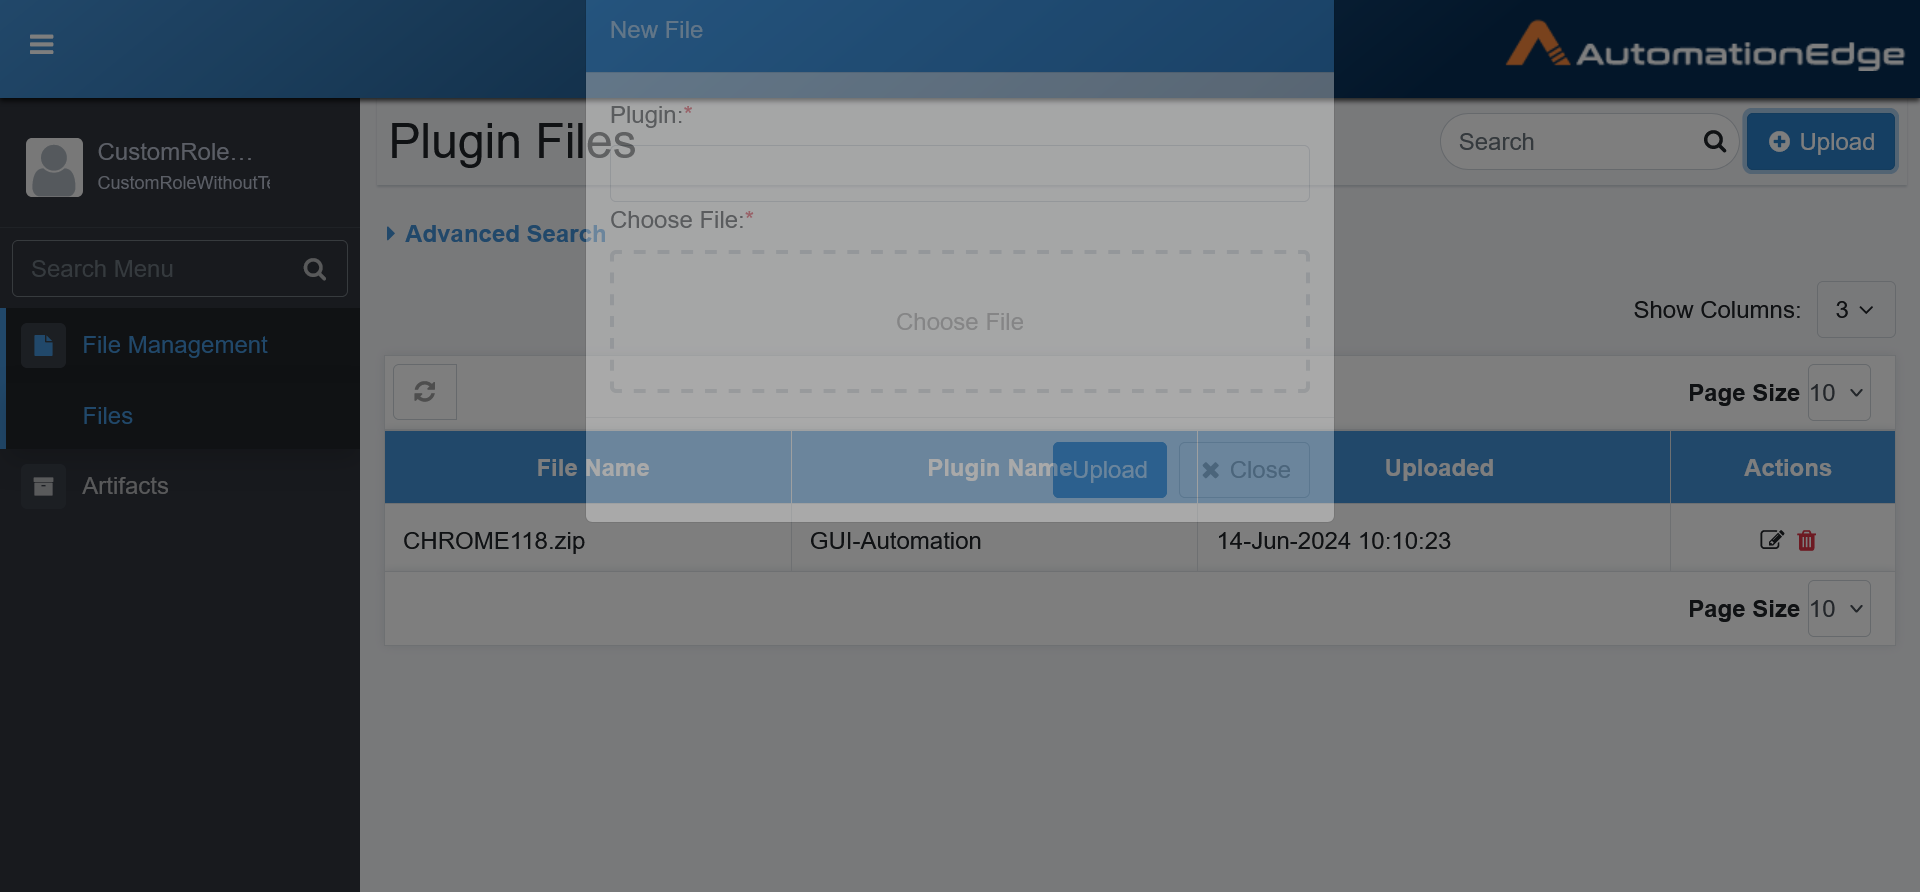 New File
AutomationEdge
Plugin:*
Plugin Files
Search
Upload
CustomRole...
CustomRoleWithoutTe
Choose File:*
Advanced Search
Search Menu
Choose File
Show Columns: 3
File Management
Page Size 10
Files
File Name Plugin Name Uploaded Actions
Upload Close
Artifacts
CHROME118.zip GUI-Automation 14-Jun-2024 10:10:23
Page Size 10